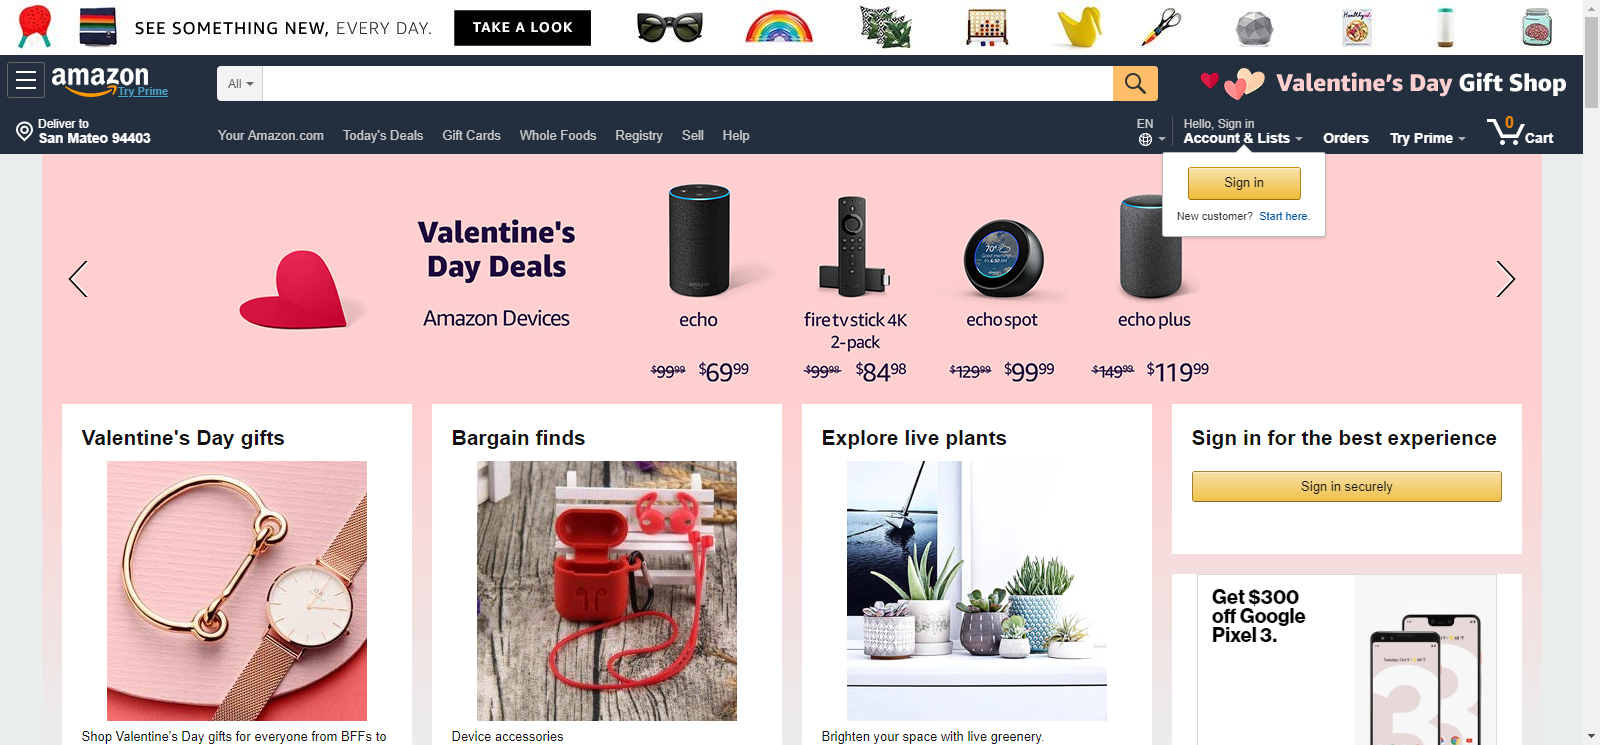 SEE SOMETHING NEW, EVERY DAY.
TAKE A LOOK
Healthyish
amazon
Try Prime
All
Valentine's Day Gift Shop
Deliver to
San Mateo 94403
Your Amazon.com Today's Deals Gift Cards Whole Foods Registry Sell Help
EN
Hello, Sign in
Account & Lists
Orders
Try Prime
0
Cart
Sign in
New customer? Start here.
Valentine's
Day Deals
Amazon Devices
echo
$99.99 $69.99
fire tv stick 4K
2-pack
$99.98 $84.98
echo spot
$129.99 $99.99
echo plus
$149.99 $119.99
Valentine's Day gifts
Shop Valentine's Day gifts for everyone from BFFs to
Bargain finds
Device accessories
Explore live plants
Brighten your space with live greenery.
Sign in for the best experience
Sign in securely
Get $300
off Google
Pixel 3.